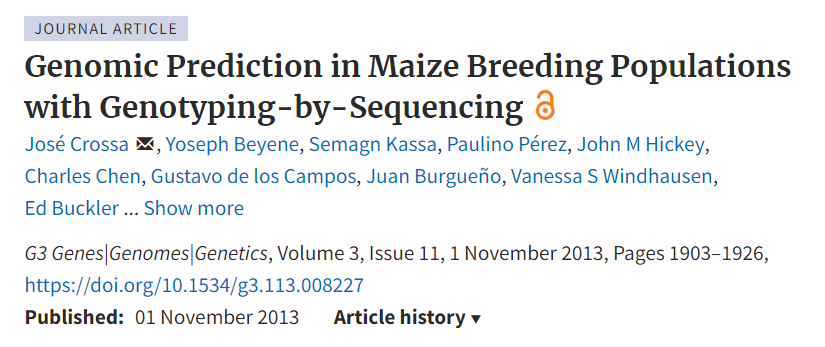 JOURNAL ARTICLE
Genomic Prediction in Maize Breeding Populations
with Genotyping-by-Sequencing
José Crossa, Yoseph Beyene, Semagn Kassa, Paulino Pérez, John M Hickey,
Charles Chen, Gustavo de los Campos, Juan Burgueño, Vanessa S Windhausen,
Ed Buckler ... Show more
G3 Genes|Genomes|Genetics, Volume 3, Issue 11, 1 November 2013, Pages 1903–1926,
https://doi.org/10.1534/g3.113.008227
Published: 01 November 2013 Article history ▾